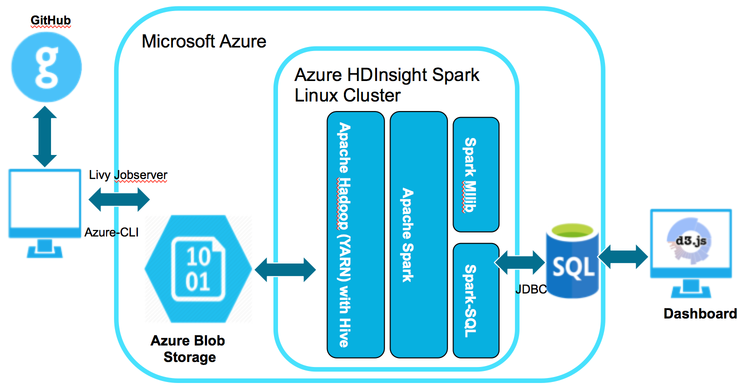 GitHub
g
Microsoft Azure
Azure HDInsight Spark
Linux Cluster
Livy Jobserver
Azure-CLI
10
01
Azure Blob
Storage
Apache Hadoop (YARN) with Hive
Apache Spark
Spark Mllib
Spark-SQL
JDBC
SQL
d3.js
Dashboard